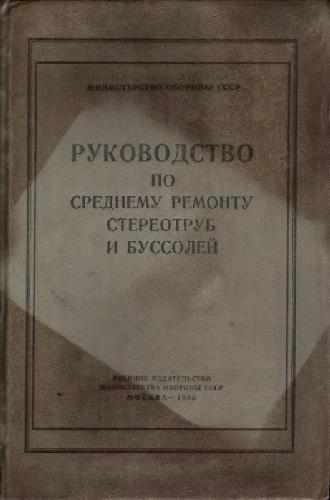 МИНИСТЕРСТВО ОБОРОНЫ СССР
РУКОВОДСТВО
ПО
СРЕДНЕМУ РЕМОНТУ
СТЕРЕОТРУБ
И БУССОЛЕЙ
ВОЕННОЕ ИЗДАТЕЛЬСТВО
МИНИСТЕРСТВА ОБОРОНЫ СССР
МОСКВА —